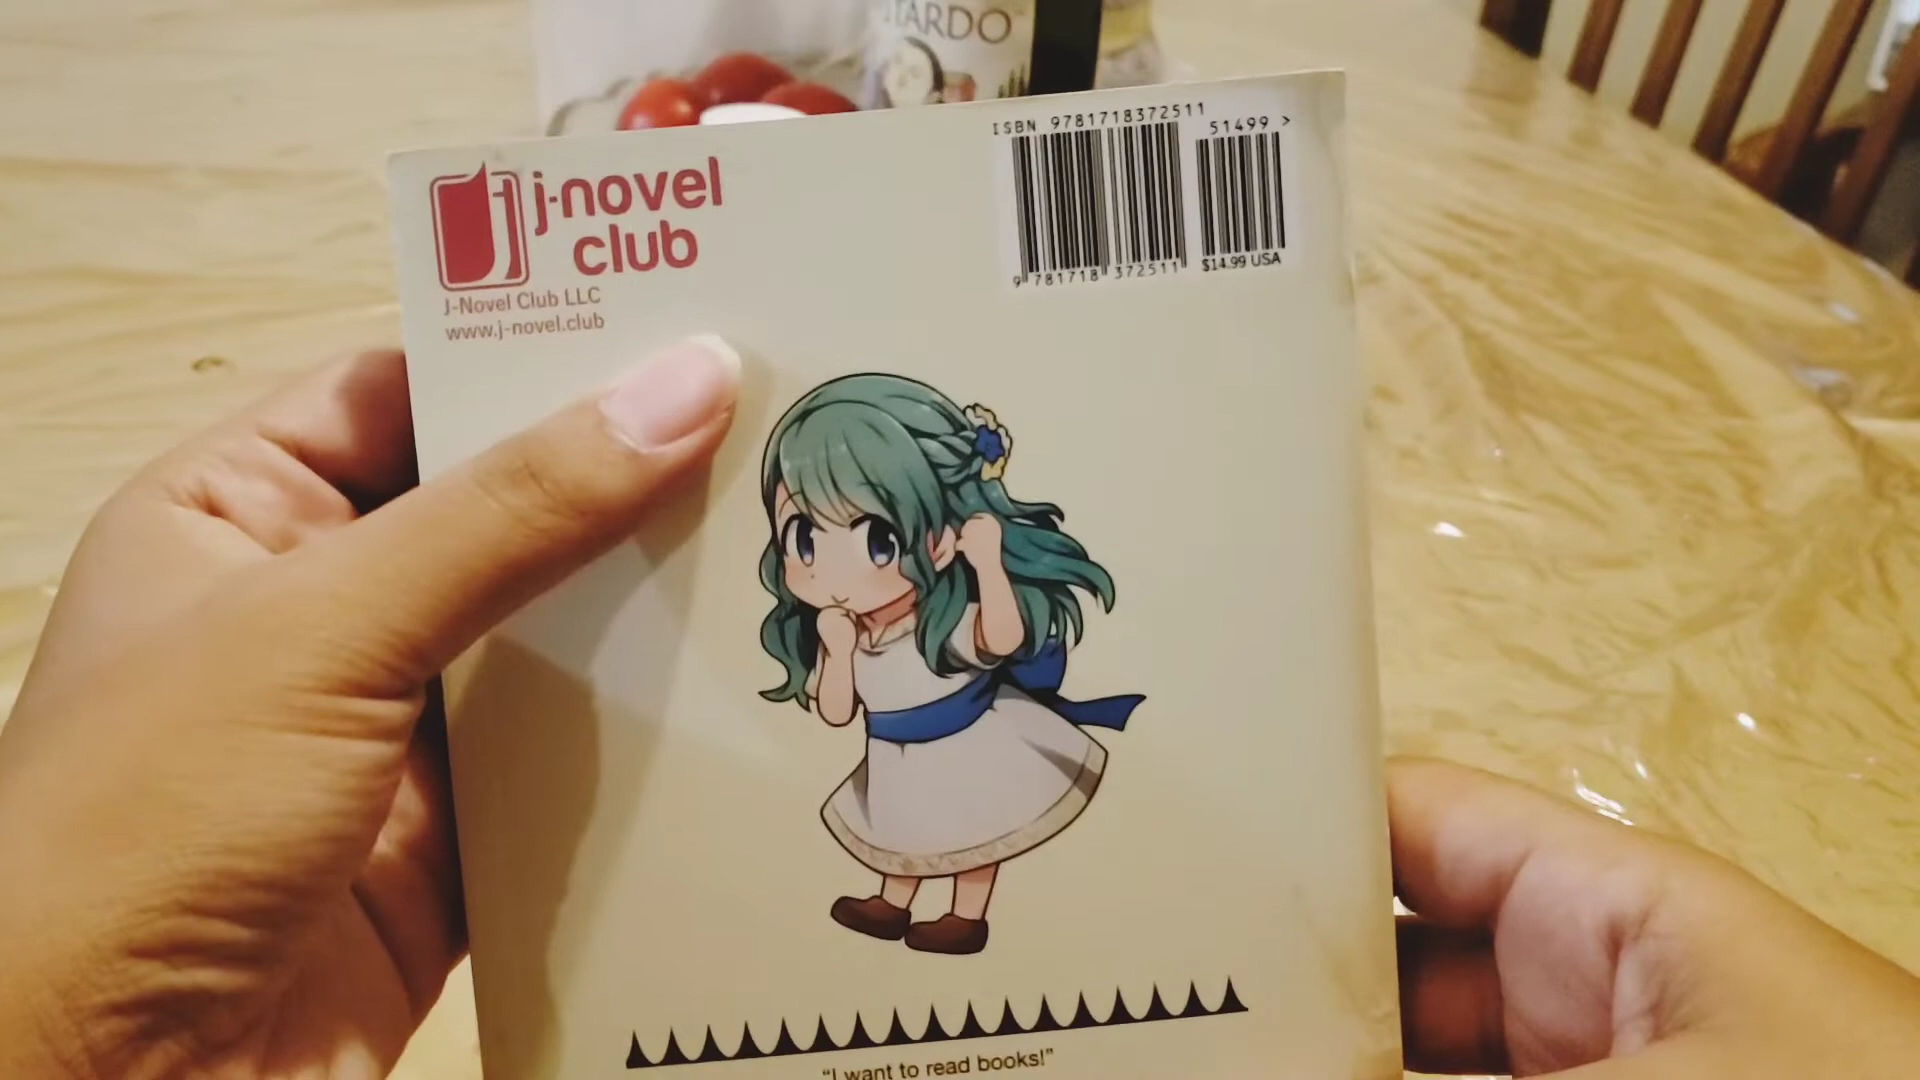 TARDO
ISBN 9781718372511
51499 >
j-novel
club
J-Novel Club LLC
www.j-novel.club
9 781718 372511
$14.99 USA
"I want to read books!"